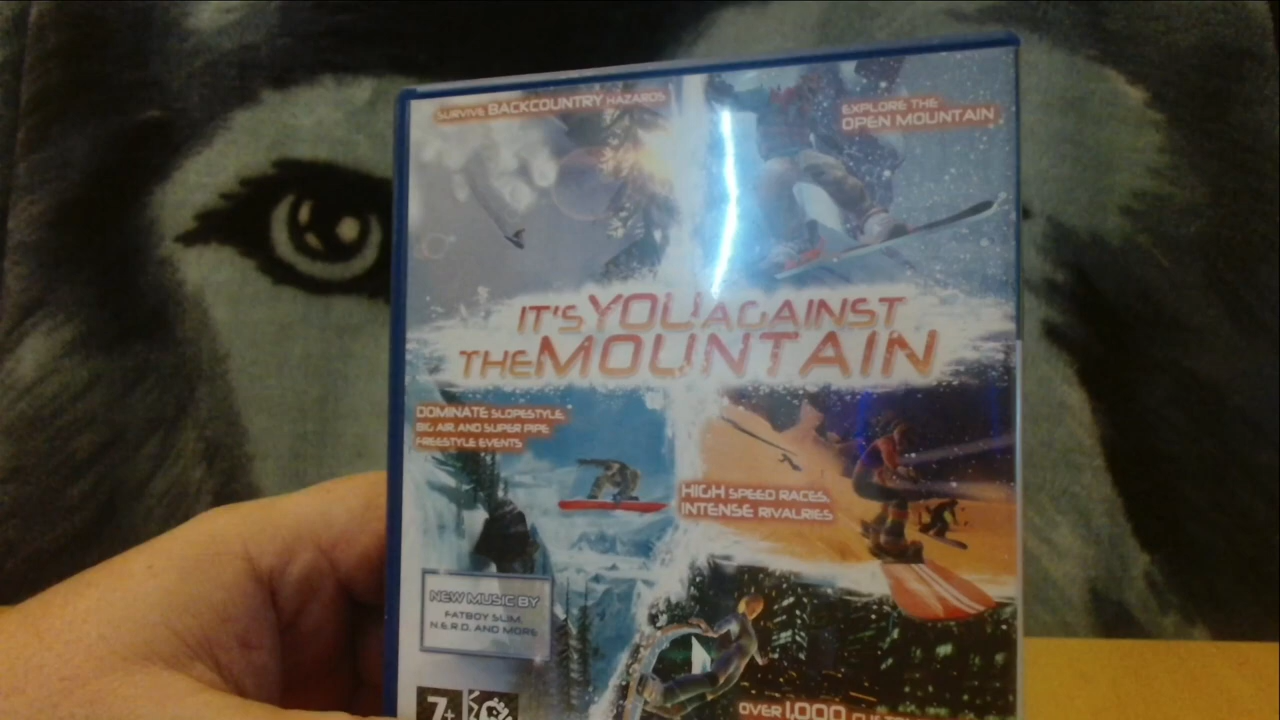 SURVIVE BACKCOUNTRY HAZARDS
EXPLORE THE
OPEN MOUNTAIN
IT'S YOU AGAINST
THE MOUNTAIN
DOMINATE SLOPESTYLE,
BIG AIR, AND SUPER PIPE
FREESTYLE EVENTS
HIGH SPEED RACES,
INTENSE RIVALRIES
NEW MUSIC BY
FATBOY SLIM,
N.E.R.D. AND MORE
7+
OVER 1,000